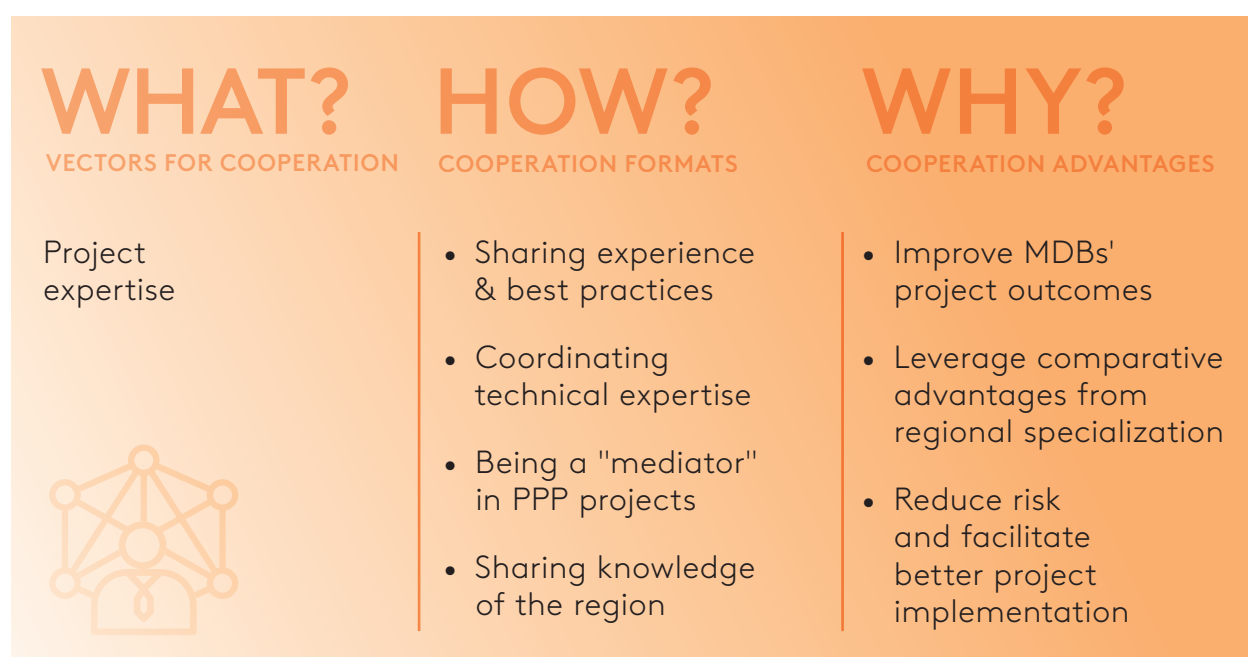 WHAT?
VECTORS FOR COOPERATION
Project
expertise
HOW?
COOPERATION FORMATS
• Sharing experience
& best practices
• Coordinating
technical expertise
• Being a "mediator"
in PPP projects
• Sharing knowledge
of the region
WHY?
COOPERATION ADVANTAGES
• Improve MDBs'
project outcomes
• Leverage comparative
advantages from
regional specialization
• Reduce risk
and facilitate
better project
implementation